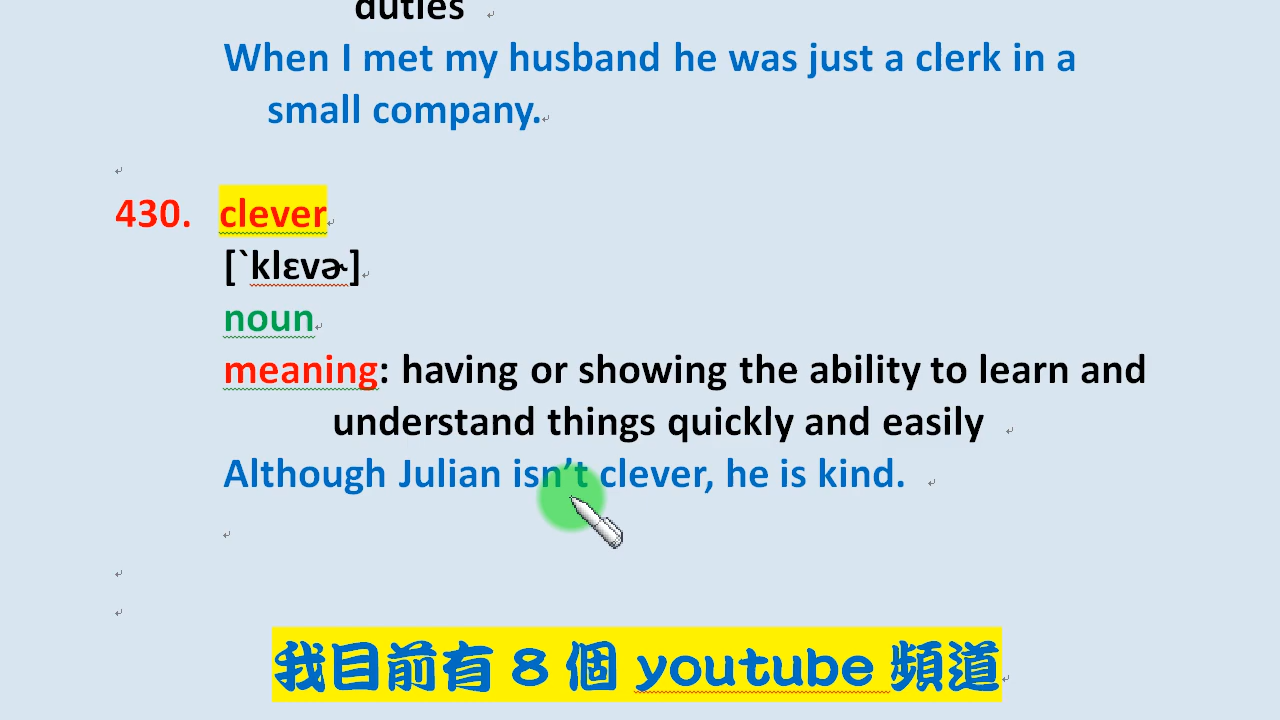 duties
When I met my husband he was just a clerk in a
small company.
430. clever
[`klɛvɚ]
noun
meaning: having or showing the ability to learn and
understand things quickly and easily
Although Julian isn’t clever, he is kind.
我目前有 8 個 youtube 頻道